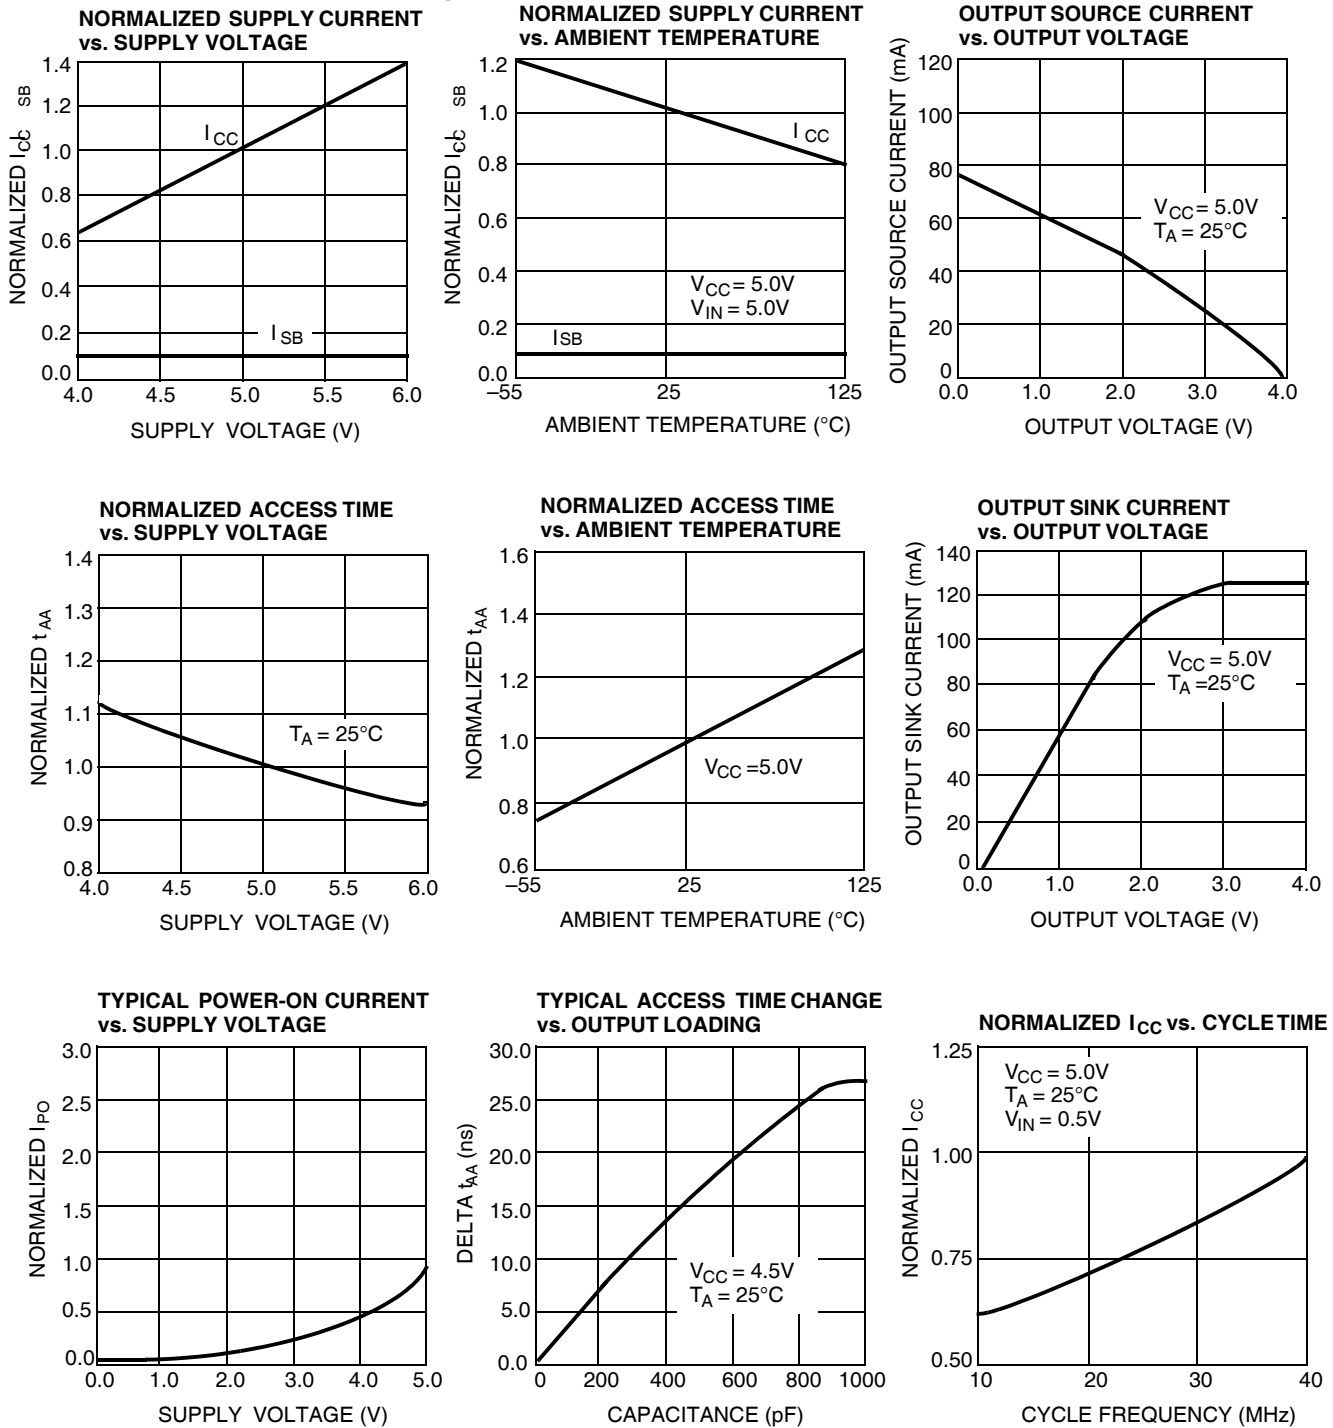 NORMALIZED SUPPLY CURRENT
vs. SUPPLY VOLTAGE
1.4
1.2
1.0
0.8
0.6
0.4
0.2
0.0
NORMALIZED I CC I SB
I CC
I SB
4.0 4.5 5.0 5.5 6.0
SUPPLY VOLTAGE (V)
NORMALIZED SUPPLY CURRENT
vs. AMBIENT TEMPERATURE
1.2
1.0
0.8
0.6
0.4
0.2
0.0
NORMALIZED I CC I SB
I CC
VCC = 5.0V
VIN = 5.0V
ISB
–55 25 125
AMBIENT TEMPERATURE (°C)
OUTPUT SOURCE CURRENT
vs. OUTPUT VOLTAGE
120
100
80
60
40
20
0
OUTPUT SOURCE CURRENT (mA)
VCC = 5.0V
TA = 25°C
0.0 1.0 2.0 3.0 4.0
OUTPUT VOLTAGE (V)
NORMALIZED ACCESS TIME
vs. SUPPLY VOLTAGE
1.4
1.3
1.2
1.1
1.0
0.9
0.8
NORMALIZED t AA
TA = 25°C
4.0 4.5 5.0 5.5 6.0
SUPPLY VOLTAGE (V)
NORMALIZED ACCESS TIME
vs. AMBIENT TEMPERATURE
1.6
1.4
1.2
1.0
0.8
0.6
NORMALIZED tAA
VCC =5.0V
–55 25 125
AMBIENT TEMPERATURE (°C)
OUTPUT SINK CURRENT
vs. OUTPUT VOLTAGE
140
120
100
80
60
40
20
0
OUTPUT SINK CURRENT (mA)
VCC = 5.0V
TA =25°C
0.0 1.0 2.0 3.0 4.0
OUTPUT VOLTAGE (V)
TYPICAL POWER-ON CURRENT
vs. SUPPLY VOLTAGE
3.0
2.5
2.0
1.5
1.0
0.5
0.0
NORMALIZED I PO
0.0 1.0 2.0 3.0 4.0 5.0
SUPPLY VOLTAGE (V)
TYPICAL ACCESS TIME CHANGE
vs. OUTPUT LOADING
30.0
25.0
20.0
15.0
10.0
5.0
0.0
DELTA tAA (ns)
VCC = 4.5V
TA = 25°C
0 200 400 600 800 1000
CAPACITANCE (pF)
NORMALIZED ICC vs. CYCLE TIME
1.25
1.00
0.75
0.50
NORMALIZED I CC
VCC = 5.0V
TA = 25°C
VIN = 0.5V
10 20 30 40
CYCLE FREQUENCY (MHz)